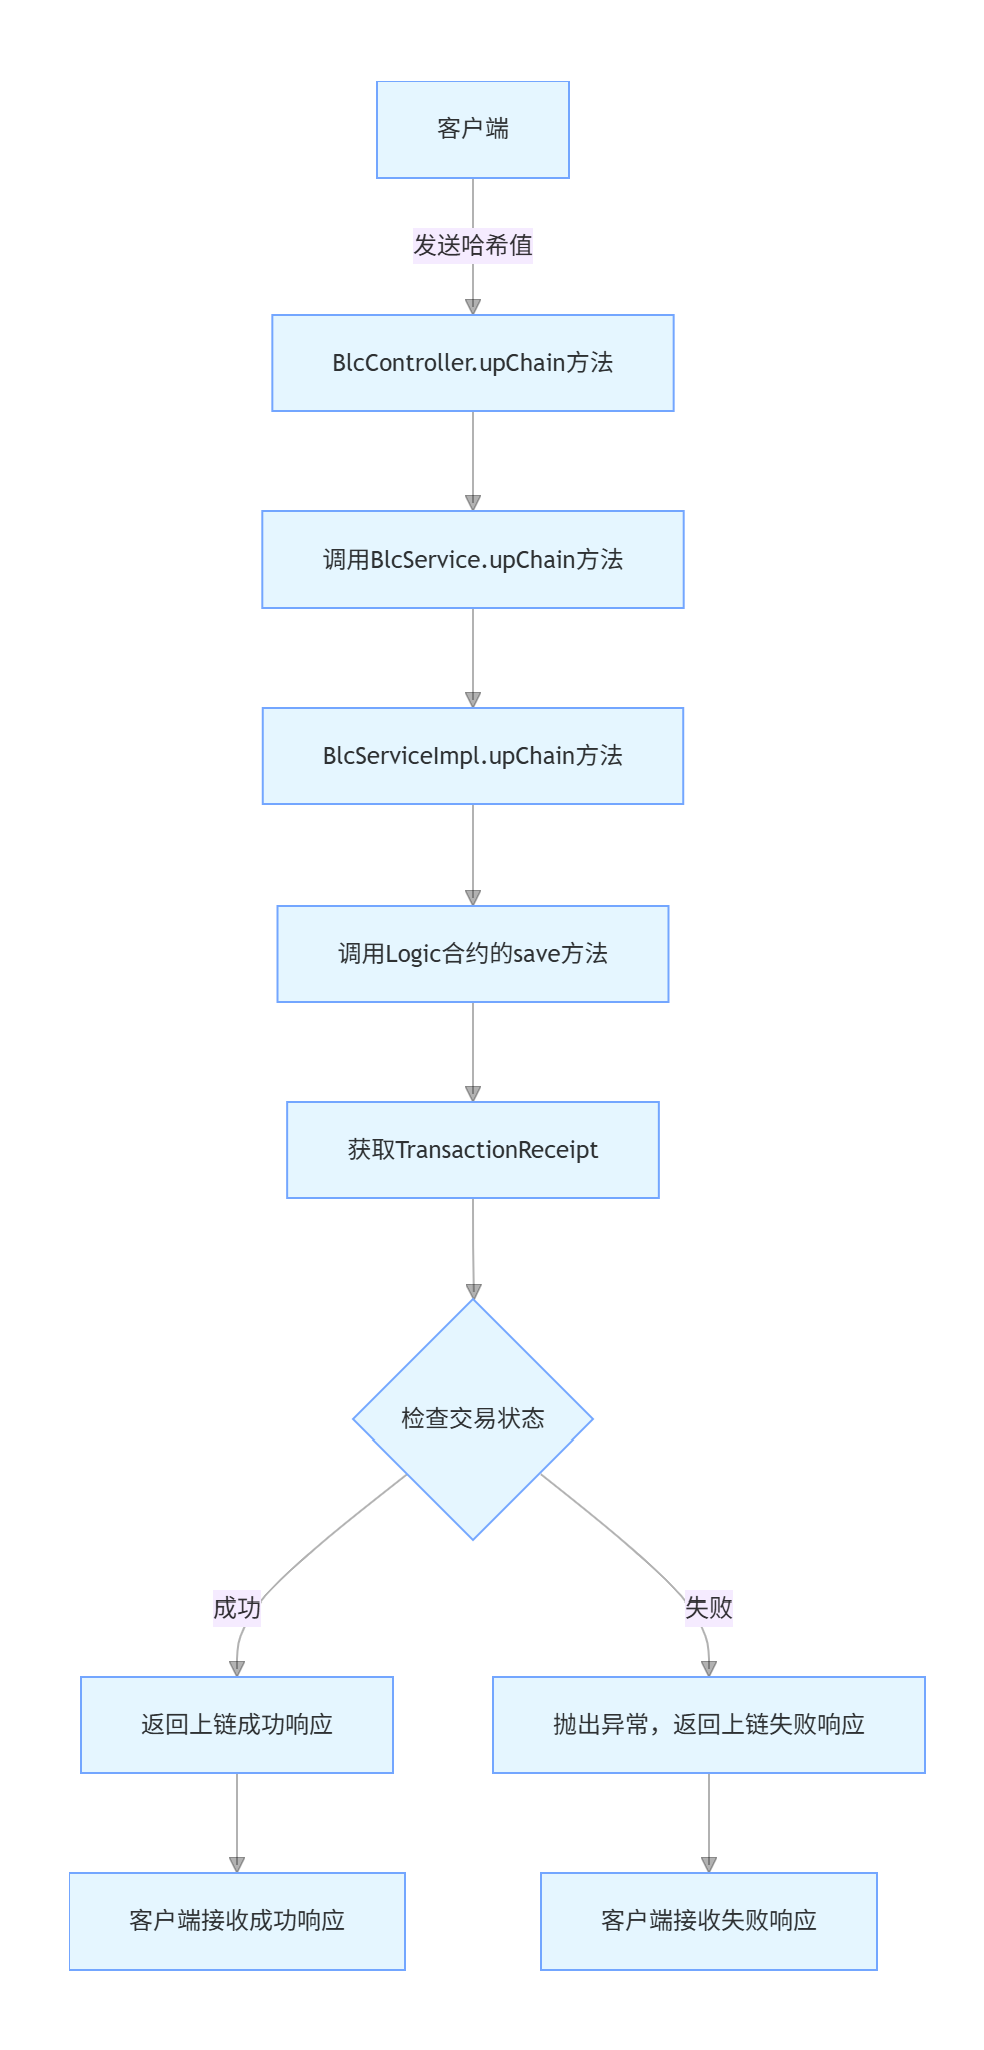 客户端
发送哈希值
BlcController.upChain方法
调用BlcService.upChain方法
BlcServiceImpl.upChain方法
调用Logic合约的save方法
获取TransactionReceipt
检查交易状态
成功
失败
返回上链成功响应
抛出异常，返回上链失败响应
客户端接收成功响应
客户端接收失败响应